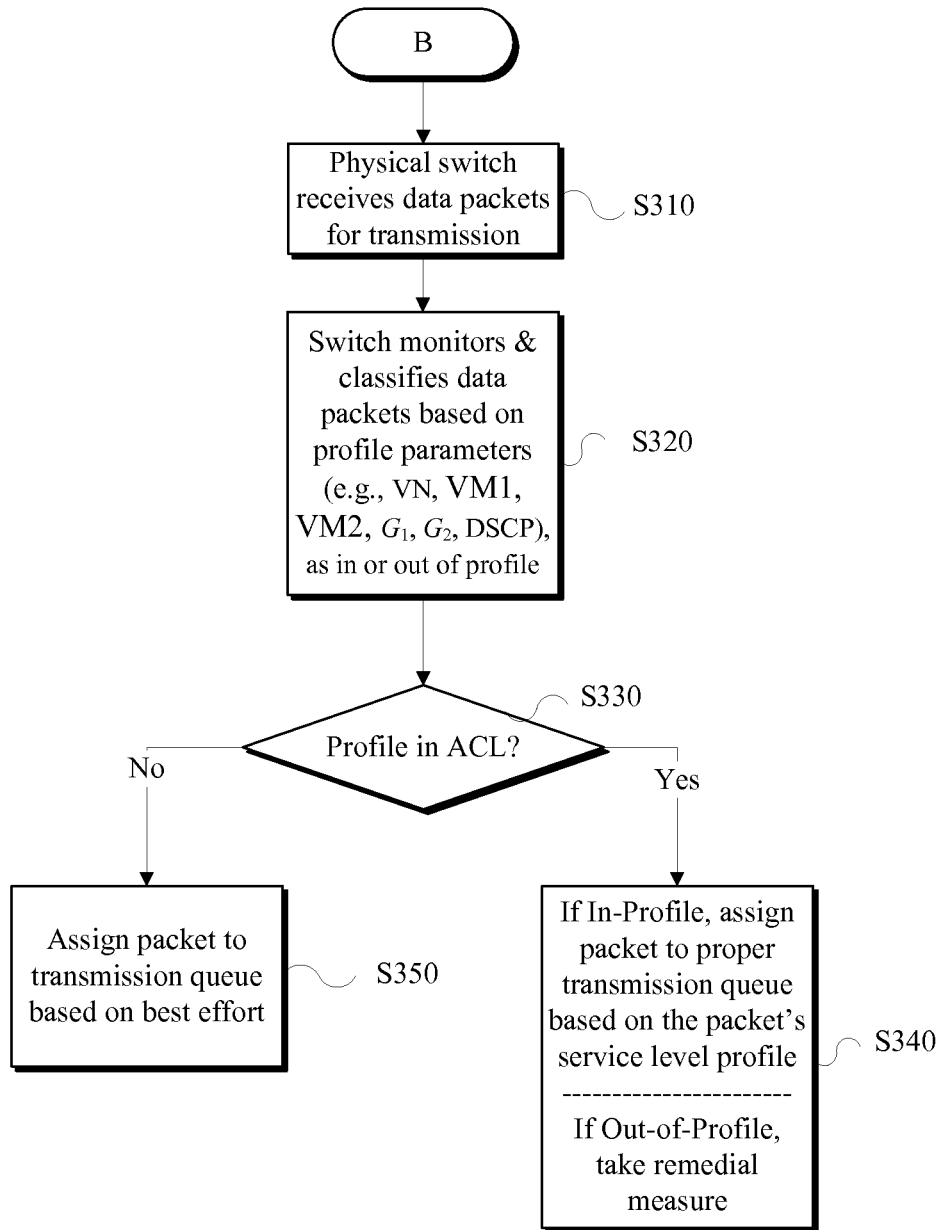 B
Physical switch
receives data packets
for transmission
S310
Switch monitors &
classifies data
packets based on
profile parameters
(e.g., VN, VM1,
VM2, G₁, G₂, DSCP),
as in or out of profile
S320
S330
Profile in ACL?
No
Yes
Assign packet to
transmission queue
based on best effort
S350
If In-Profile, assign
packet to proper
transmission queue
based on the packet’s
service level profile
------------------------
If Out-of-Profile,
take remedial
measure
S340